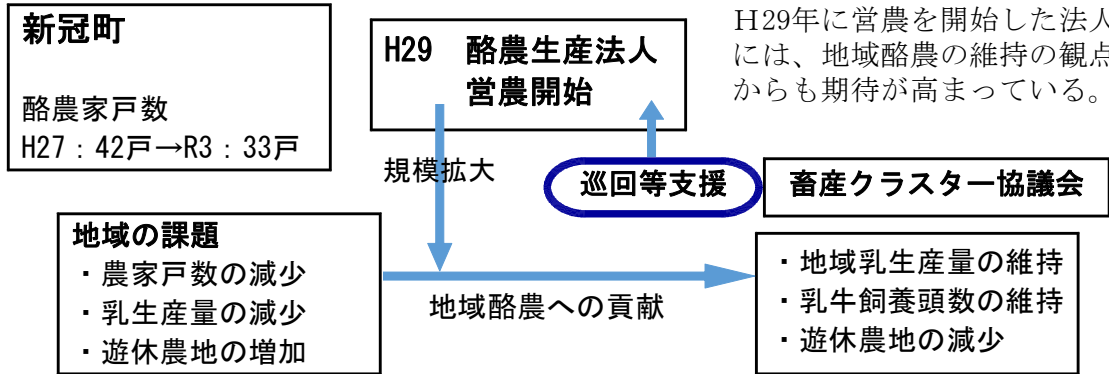 新冠町
酪農家戸数
H27：42戸→R3：33戸
H29　酪農生産法人
営農開始
H29年に営農を開始した法人
には、地域酪農の維持の観点
からも期待が高まっている。
規模拡大
巡回等支援
畜産クラスター協議会
地域の課題
・農家戸数の減少
・乳生産量の減少
・遊休農地の増加
地域酪農への貢献
・地域乳生産量の維持
・乳牛飼養頭数の維持
・遊休農地の減少